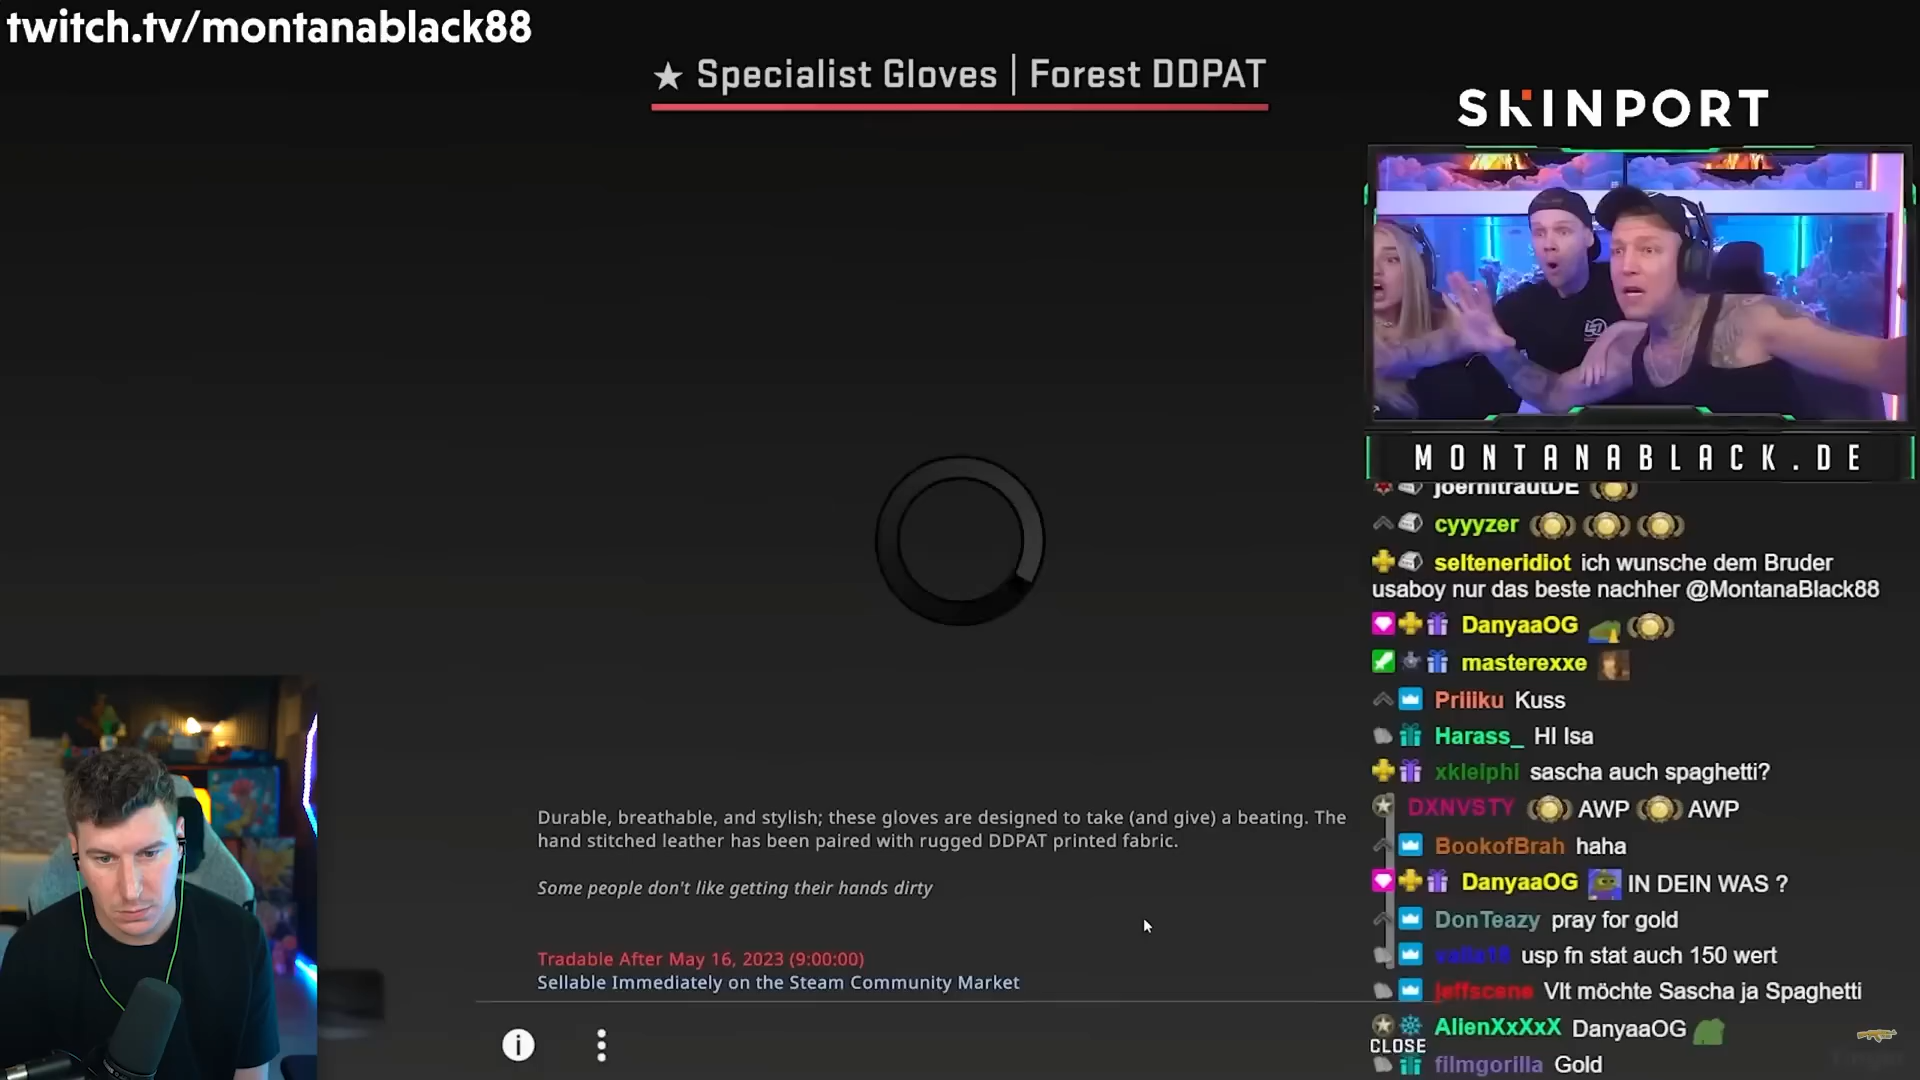 twitch.tv/montanablack88
★ Specialist Gloves | Forest DDPAT
SKINPORT
MONTANABLACK.DE
joernitrautDE
cyyyzer
selteneridiot ich wunsche dem Bruder
usaboy nur das beste nachher @MontanaBlack88
DanyaaOG
masterexxe
Priiiku Kuss
Harass_ HI Isa
xkleiphi sascha auch spaghetti?
DXNVSTY AWP AWP
BookofBrah haha
DanyaaOG IN DEIN WAS ?
DonTeazy pray for gold
usp fn stat auch 150 wert
jeffscene Vlt möchte Sascha ja Spaghetti
AlienXxXxX DanyaaOG
CLOSE
filmgorilla Gold
Durable, breathable, and stylish; these gloves are designed to take (and give) a beating. The
hand stitched leather has been paired with rugged DDPAT printed fabric.
Some people don't like getting their hands dirty
Tradable After May 16, 2023 (9:00:00)
Sellable Immediately on the Steam Community Market